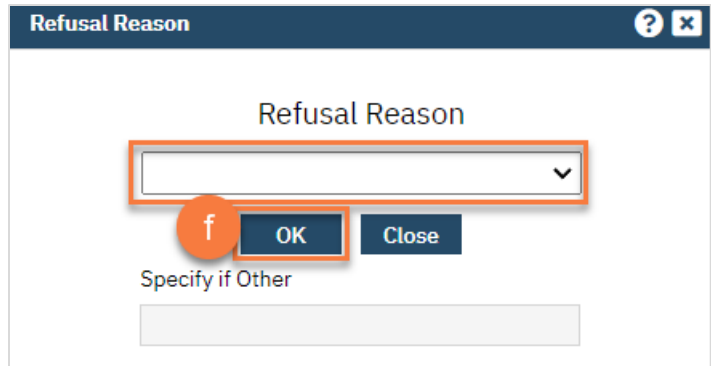 Refusal Reason ?
Refusal Reason
f OK Close
Specify if Other